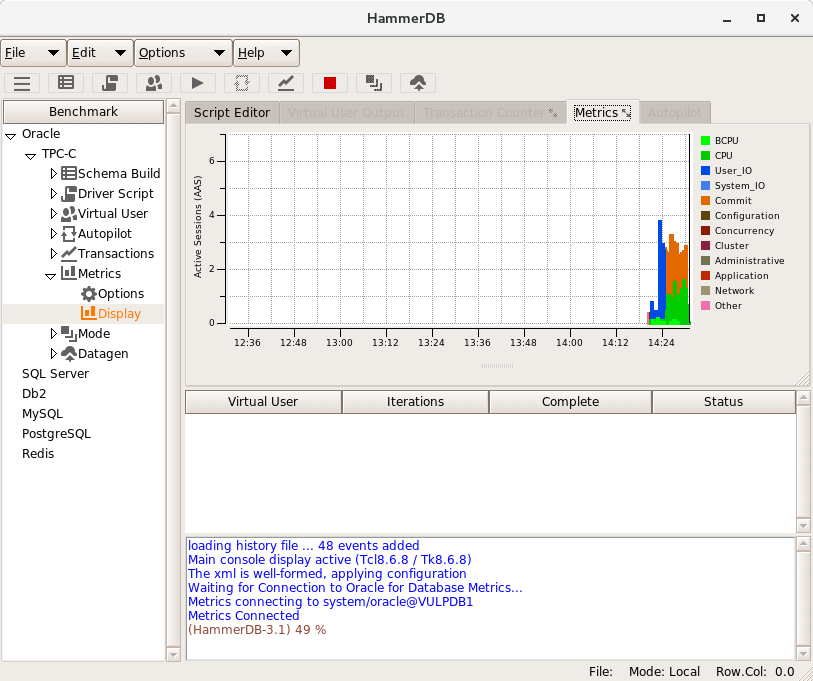 HammerDB
File Edit Options Help
Benchmark
Oracle
TPC-C
Schema Build
Driver Script
Virtual User
Autopilot
Transactions
Metrics
Options
Display
Mode
Datagen
SQL Server
Db2
MySQL
PostgreSQL
Redis
Script Editor Virtual User Output Transaction Counter Metrics Autopilot
Active Sessions (AAS)
6
4
2
0
12:36 12:48 13:00 13:12 13:24 13:36 13:48 14:00 14:12 14:24
BCPU
CPU
User_IO
System_IO
Commit
Configuration
Concurrency
Cluster
Administrative
Application
Network
Other
Virtual User Iterations Complete Status
loading history file ... 48 events added
Main console display active (Tcl8.6.8 / Tk8.6.8)
The xml is well-formed, applying configuration
Waiting for Connection to Oracle for Database Metrics...
Metrics connecting to system/oracle@VULPDB1
Metrics Connected
(HammerDB-3.1) 49 %
File: Mode: Local Row.Col: 0.0